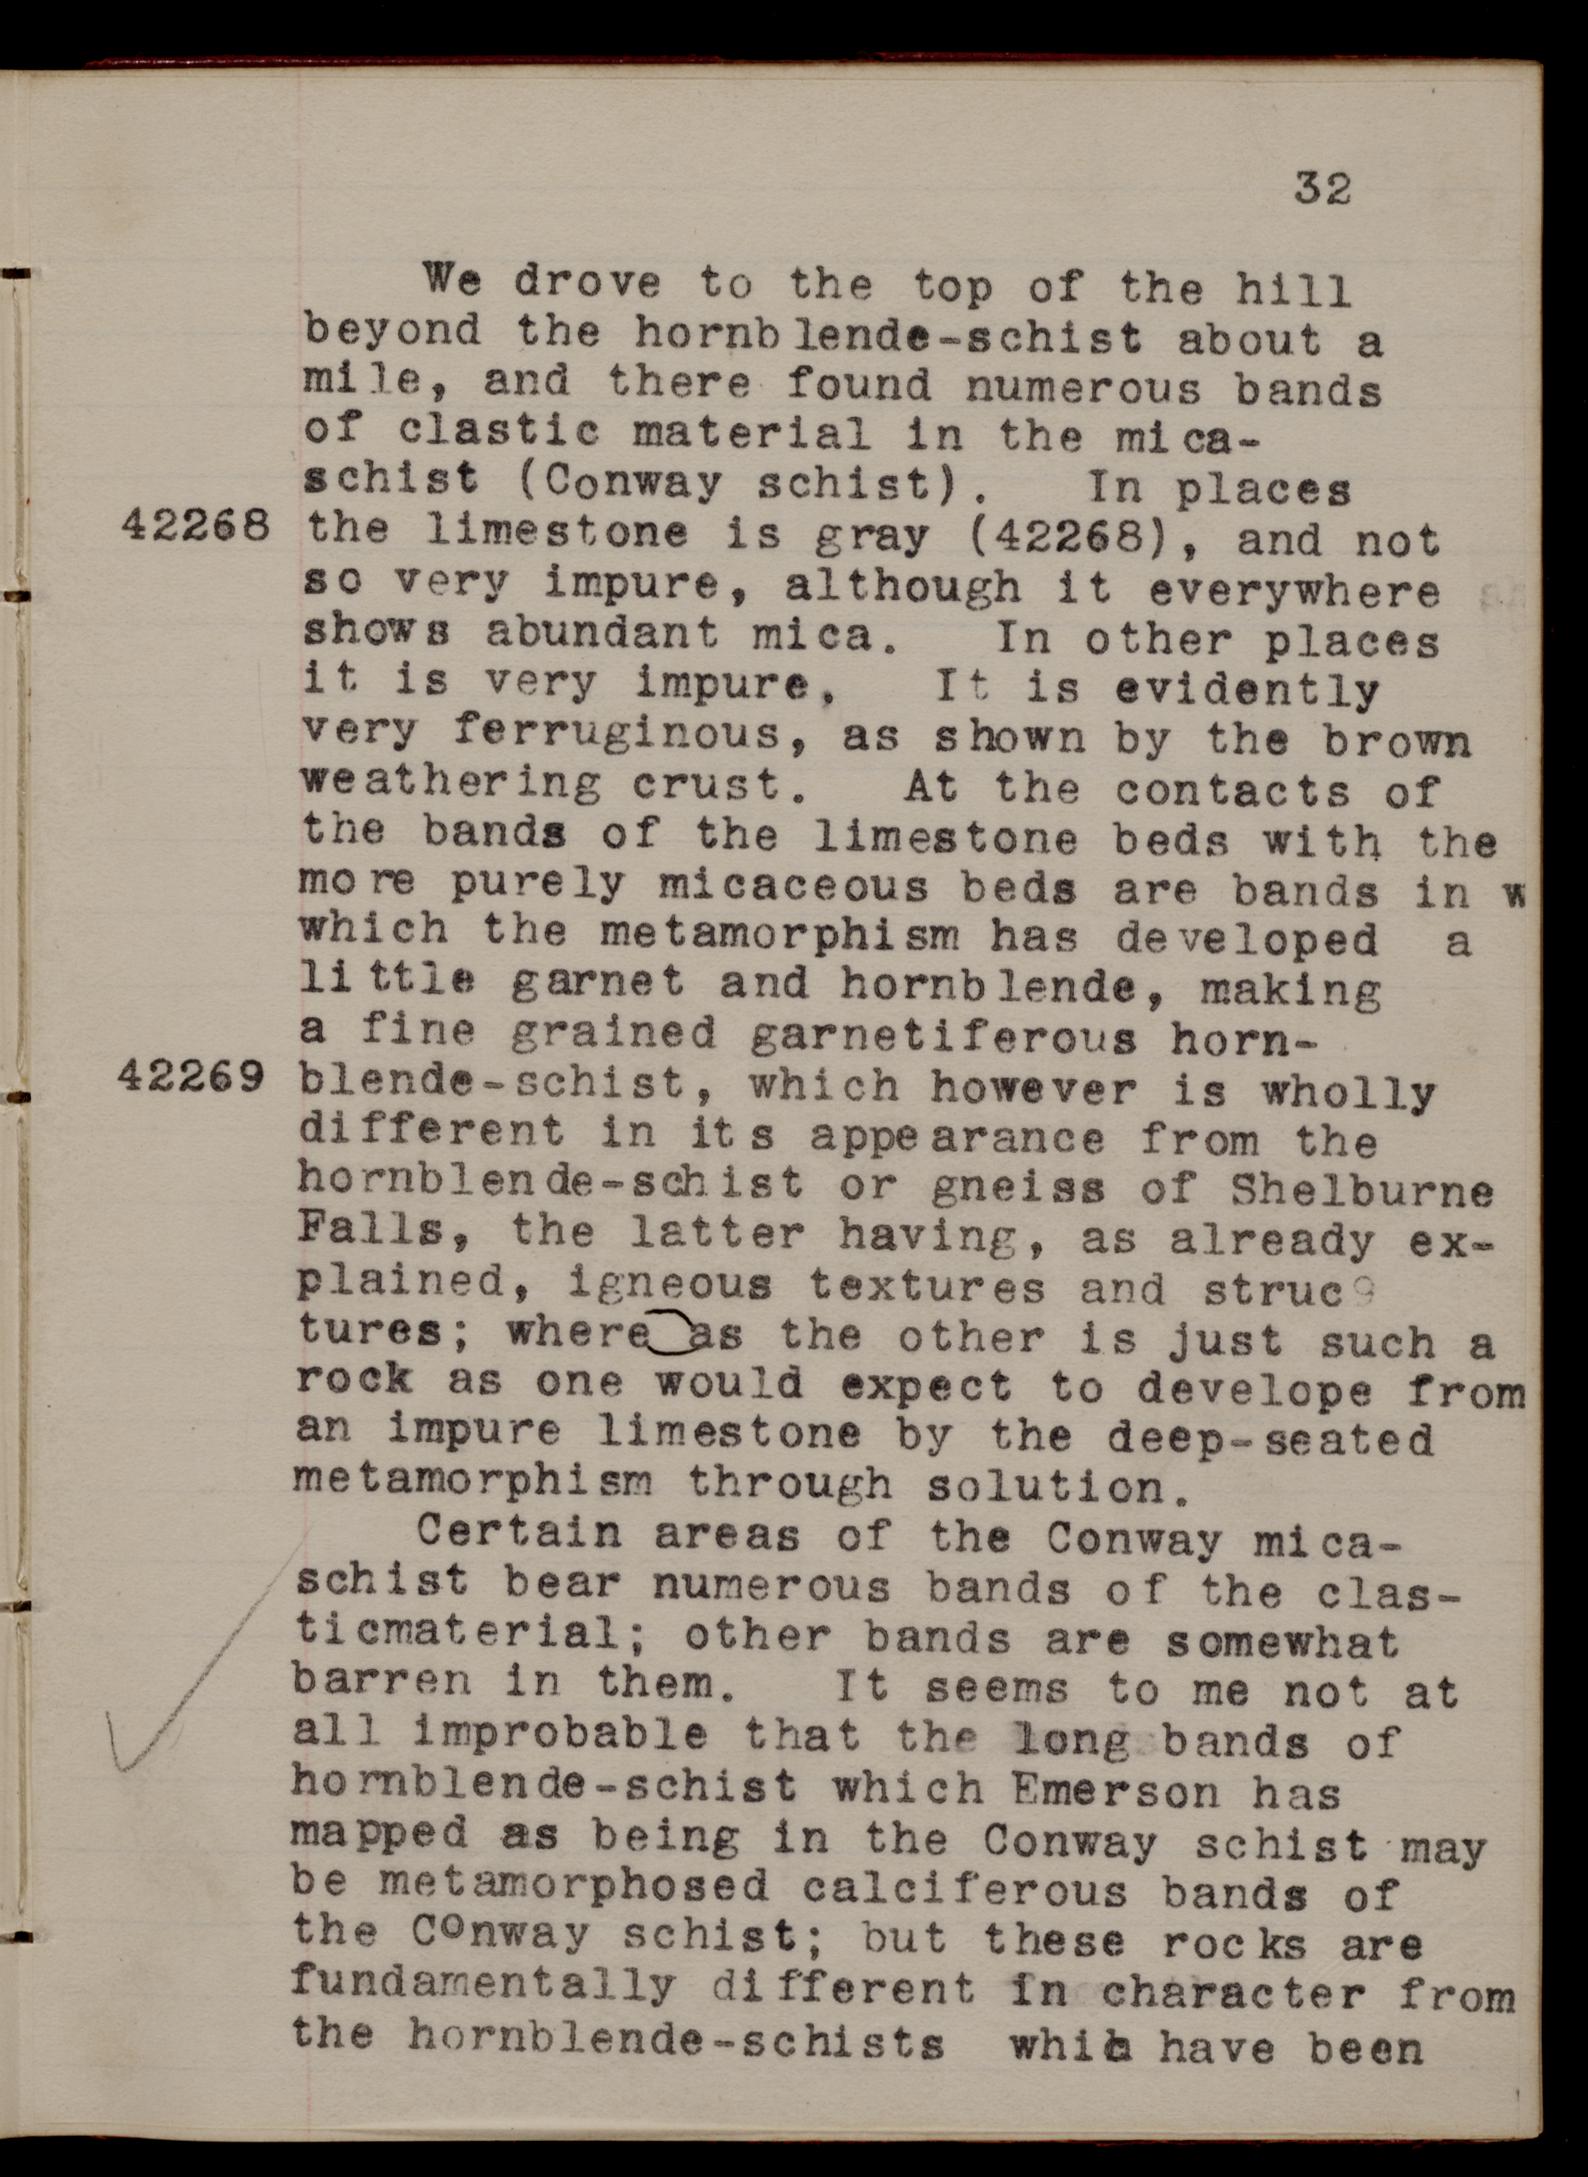 32
We drove to the top of the hill
beyond the hornblende-schist about a
mile, and there found numerous bands
of clastic material in the mica-
schist (Conway schist). In places
42268 the limestone is gray (42268), and not
so very impure, although it everywhere
shows abundant mica. In other places
it is very impure. It is evidently
very ferruginous, as shown by the brown
weathering crust. At the contacts of
the bands of the limestone beds with the
more purely micaceous beds are bands in w
which the metamorphism has developed a
little garnet and hornblende, making
a fine grained garnetiferous horn-
42269 blende-schist, which however is wholly
different in its appearance from the
hornblende-schist or gneiss of Shelburne
Falls, the latter having, as already ex-
plained, igneous textures and struc9
tures; where as the other is just such a
rock as one would expect to develope from
an impure limestone by the deep-seated
metamorphism through solution.
Certain areas of the Conway mica-
schist bear numerous bands of the clas-
ticmaterial; other bands are somewhat
barren in them. It seems to me not at
all improbable that the long bands of
hornblende-schist which Emerson has
mapped as being in the Conway schist may
be metamorphosed calciferous bands of
the Conway schist; but these rocks are
fundamentally different in character from
the hornblende-schists which have been